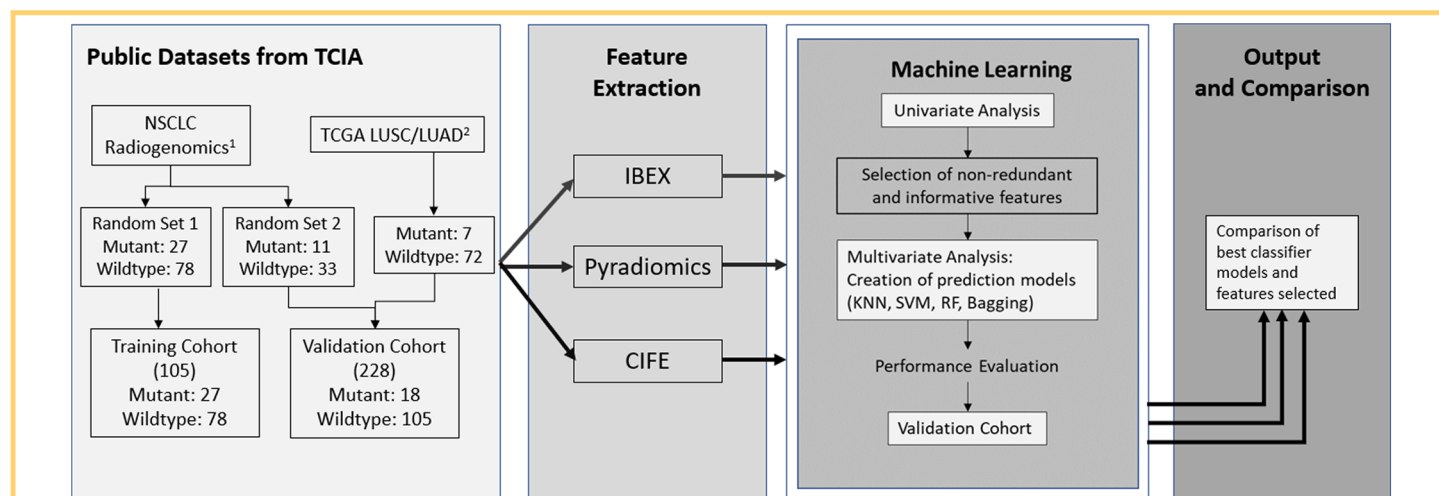 Public Datasets from TCIA
NSCLC
Radiogenomics1
TCGA LUSC/LUAD2
Random Set 1
Mutant: 27
Wildtype: 78
Random Set 2
Mutant: 11
Wildtype: 33
Mutant: 7
Wildtype: 72
Training Cohort
(105)
Mutant: 27
Wildtype: 78
Validation Cohort
(228)
Mutant: 18
Wildtype: 105
Feature
Extraction
IBEX
Pyradiomics
CIFE
Machine Learning
Univariate Analysis
Selection of non-redundant
and informative features
Multivariate Analysis:
Creation of prediction models
(KNN, SVM, RF, Bagging)
Performance Evaluation
Validation Cohort
Output
and Comparison
Comparison of
best classifier
models and
features selected